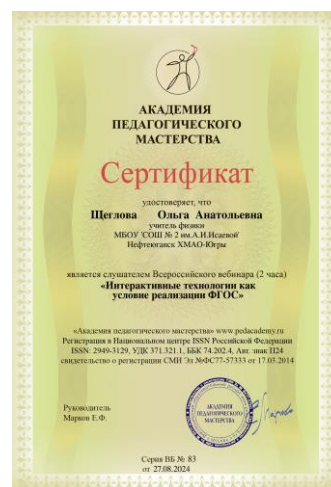 АКАДЕМИЯ
ПЕДАГОГИЧЕСКОГО
МАСТЕРСТВА
Сертификат
удостоверяет, что
Щеглова Ольга Анатольевна
учитель физики
МБОУ "СОШ № 2 им.А.И.Исаевой"
Нефтеюганск ХМАО-Югры
является слушателем Всероссийского вебинара (2 часа)
«Интерактивные технологии как
условие реализации ФГОС»
«Академия педагогического мастерства» www.pedacademy.ru
Регистрация в Национальном центре ISSN Российской Федерации
ISSN: 2949-3129, УДК 371.321.1, ББК 74.202.4, Авт. знак П24
свидетельство о регистрации СМИ Эл №ФС77-57333 от 17.03.2014
Руководитель
Марков Е.Ф.
АКАДЕМИЯ
ПЕДАГОГИЧЕСКОГО
МАСТЕРСТВА
Серия ВБ № 83
от 27.08.2024